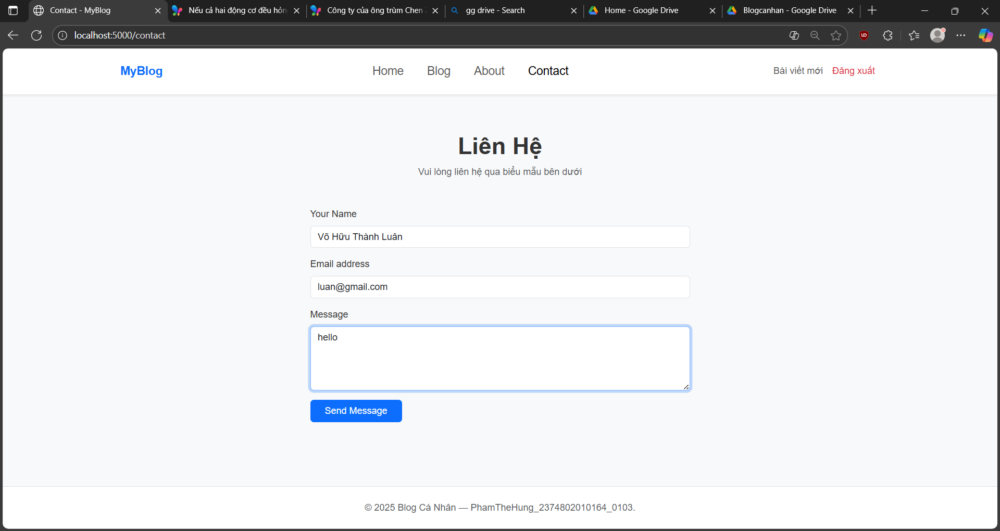 Contact - MyBlog
Nếu cả hai động cơ đều hỏn
Công ty của ông trùm Chen
gg drive - Search
Home - Google Drive
Blogcanhan - Google Drive
localhost:5000/contact
MyBlog
Home
Blog
About
Contact
Bài viết mới
Đăng xuất
Liên Hệ
Vui lòng liên hệ qua biểu mẫu bên dưới
Your Name
Võ Hữu Thành Luân
Email address
luan@gmail.com
Message
hello
Send Message
© 2025 Blog Cá Nhân — PhamTheHung_2374802010164_0103.